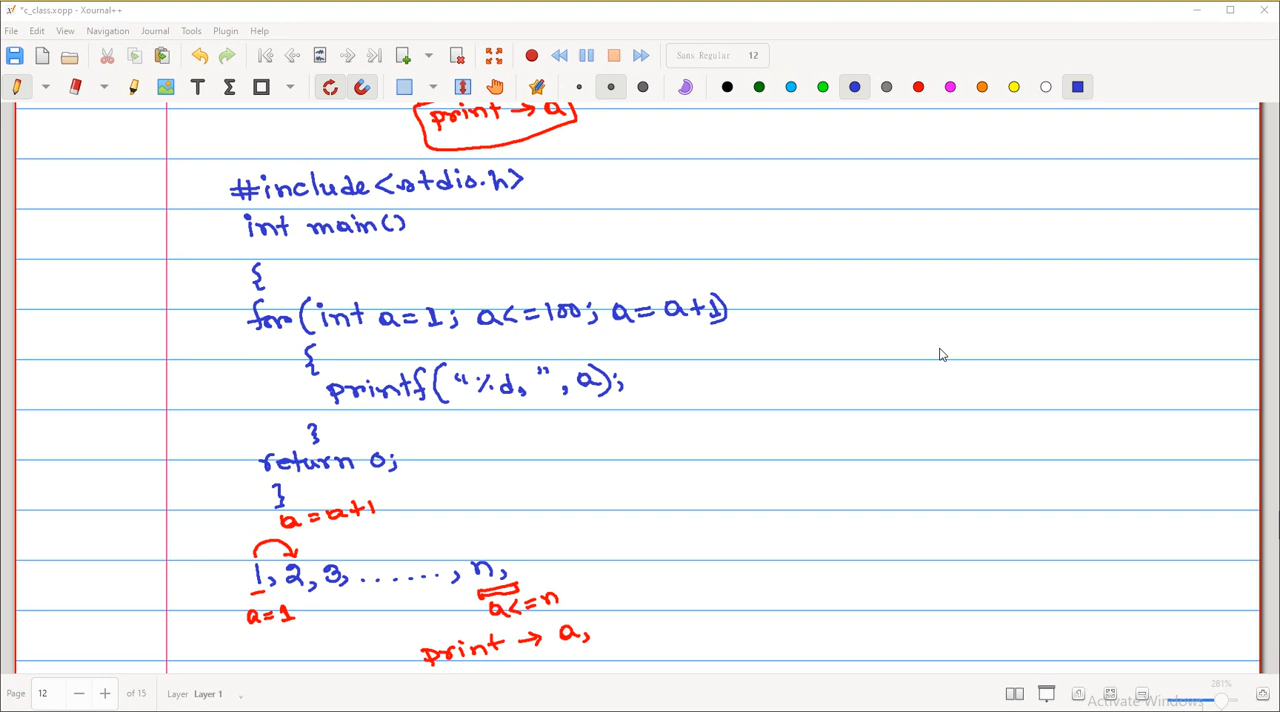 *c_class.xopp - Xournal++
File Edit View Navigation Journal Tools Plugin Help
Sans Regular 12
print → a
#include<stdio.h>
int main()
{
for(int a=1; a<=100; a=a+1)
{
printf("%d, ", a);
}
return 0;
}
a=a+1
1, 2, 3, ......, n,
a=1
a<=n
print → a,
Page 12 of 15 Layer Layer 1
281%
Activate Windows